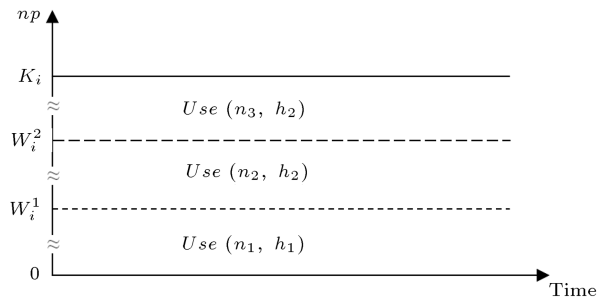 np
K_i
Use (n_3, h_2)
W_i^2
Use (n_2, h_2)
W_i^1
Use (n_1, h_1)
0
Time